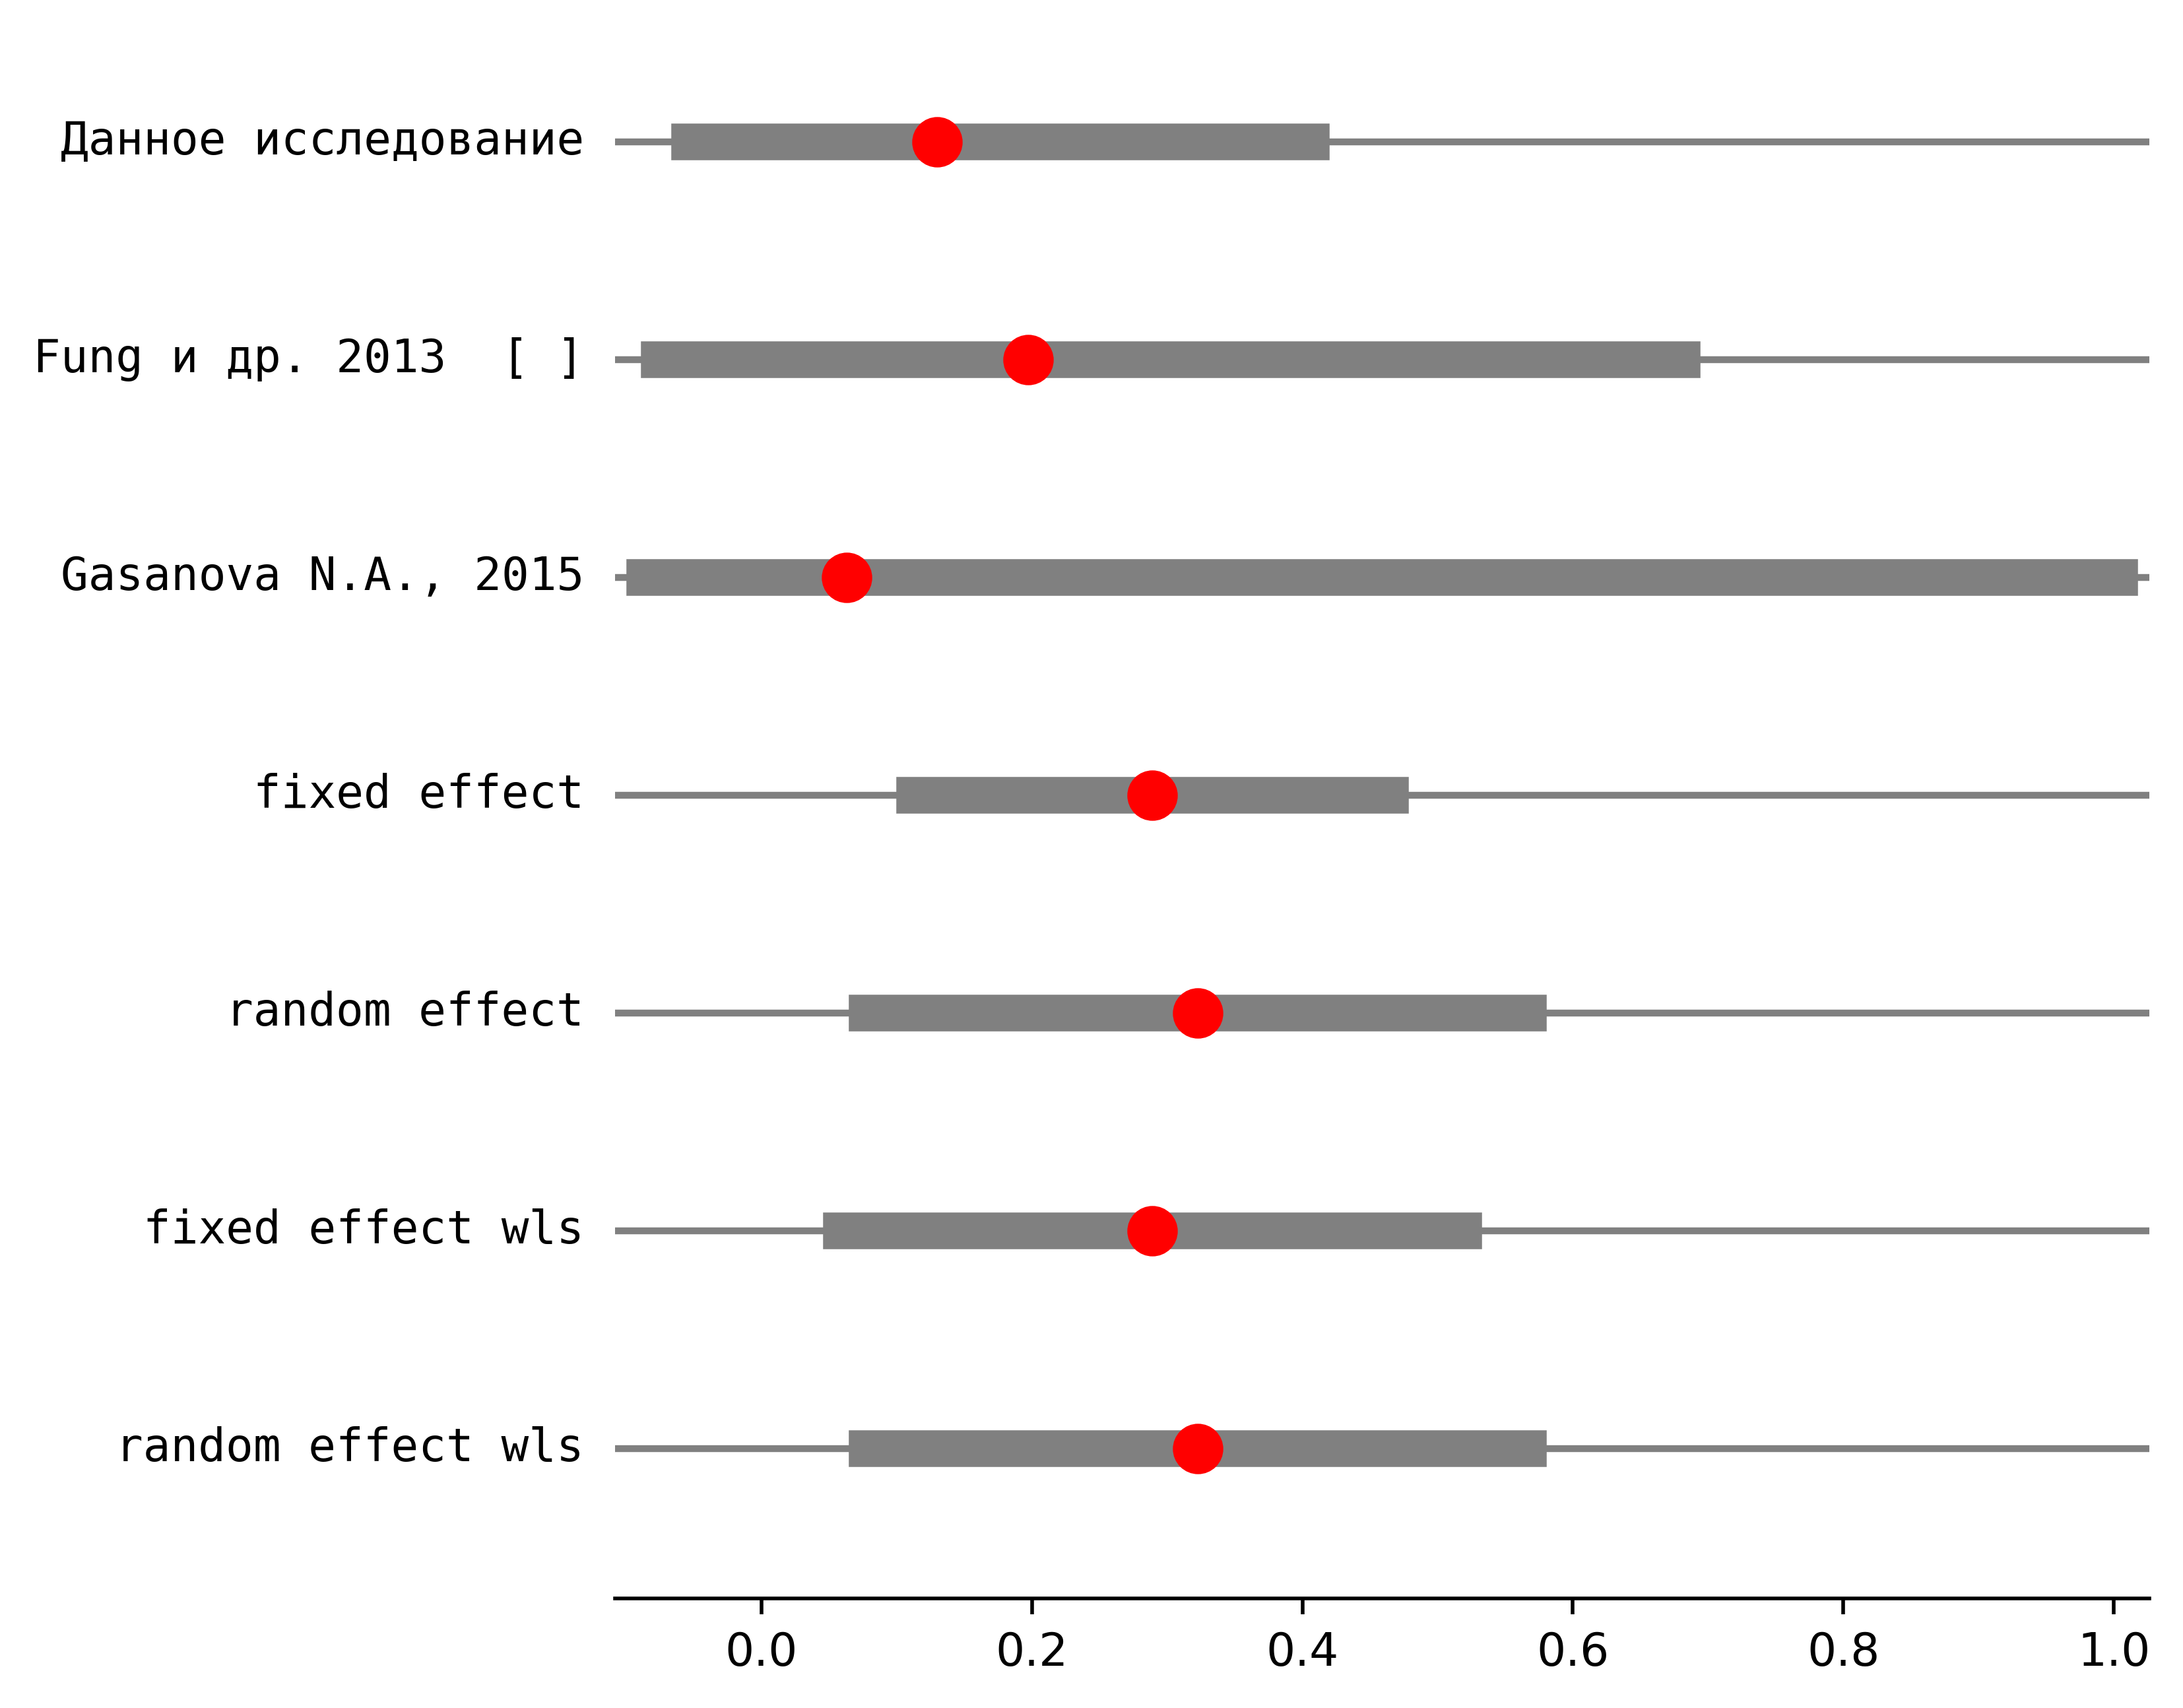 Данное исследование
Fung и др. 2013 [ ]
Gasanova N.A., 2015
fixed effect
random effect
fixed effect wls
random effect wls
0.0 0.2 0.4 0.6 0.8 1.0